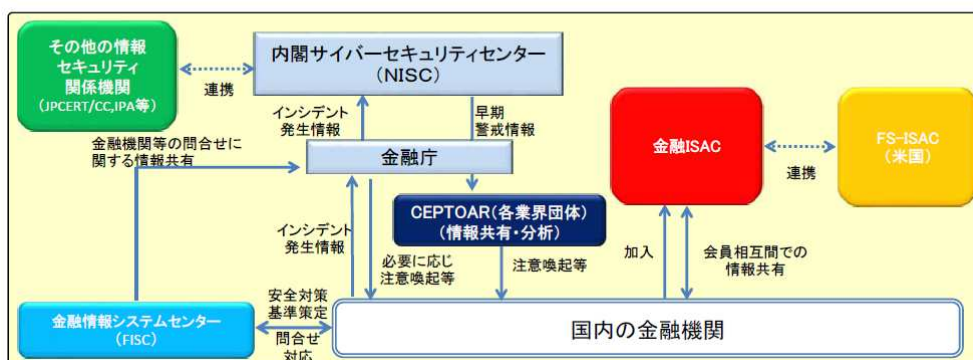 その他の情報
セキュリティ
関係機関
(JPCERT/CC,IPA等)
連携
内閣サイバーセキュリティセンター
(NISC)
インシデント
発生情報
早期
警戒情報
金融機関等の問合せに
関する情報共有
金融庁
金融ISAC
連携
FS-ISAC
(米国)
CEPTOAR(各業界団体)
(情報共有・分析)
インシデント
発生情報
必要に応じ
注意喚起等
注意喚起等
加入
会員相互間での
情報共有
金融情報システムセンター
(FISC)
安全対策
基準策定
問合せ
対応
国内の金融機関